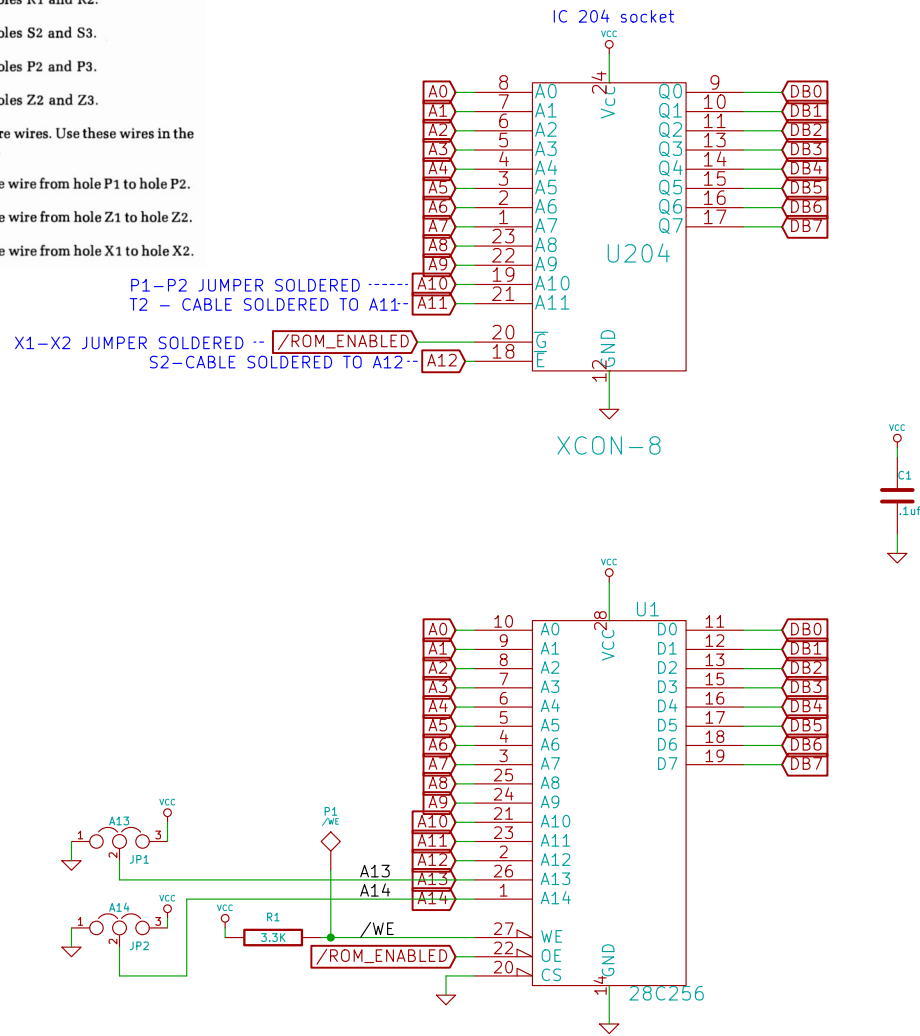 oles R1 and R2.
oles S2 and S3.
oles P2 and P3.
oles Z2 and Z3.
re wires. Use these wires in the
e wire from hole P1 to hole P2.
e wire from hole Z1 to hole Z2.
e wire from hole X1 to hole X2.
IC 204 socket
VCC
24
VCC
A0 8 A0 Q0 9 DB0
A1 7 A1 Q1 10 DB1
A2 6 A2 Q2 11 DB2
A3 5 A3 Q3 13 DB3
A4 4 A4 Q4 14 DB4
A5 3 A5 Q5 15 DB5
A6 2 A6 Q6 16 DB6
A7 1 A7 Q7 17 DB7
A8 23 A8
A9 22 A9 U204
P1-P2 JUMPER SOLDERED ------ A10 19 A10
T2 - CABLE SOLDERED TO A11-- A11 21 A11
X1-X2 JUMPER SOLDERED -- /ROM_ENABLED 20 G
S2-CABLE SOLDERED TO A12-- A12 18 E
GND
12
XCON-8
VCC
C1
.1uf
VCC
28
VCC
U1
A0 10 A0 D0 11 DB0
A1 9 A1 D1 12 DB1
A2 8 A2 D2 13 DB2
A3 7 A3 D3 15 DB3
A4 6 A4 D4 16 DB4
A5 5 A5 D5 17 DB5
A6 4 A6 D6 18 DB6
A7 3 A7 D7 19 DB7
A8 25 A8
A9 24 A9
A10 21 A10
A11 23 A11
A12 2 A12
A13 A13 26 A13
A14 A14 1 A14
VCC
A13
1 2 3
JP1
P1
/WE
VCC
A14
1 2 3
JP2
VCC
R1
3.3K
/WE 27 WE
/ROM_ENABLED 22 OE
20 CS
GND
14
28C256